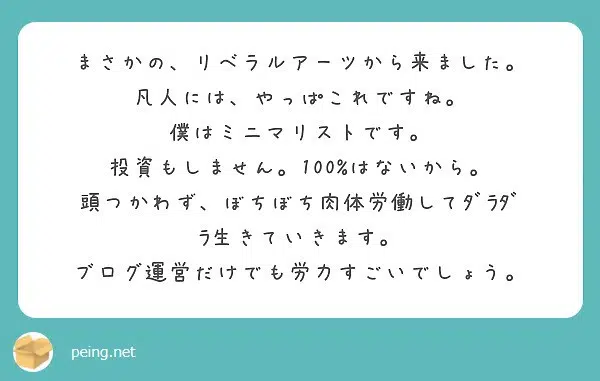 まさかの、リベラルアーツから来ました。
凡人には、やっぱこれですね。
僕はミニマリストです。
投資もしません。100%はないから。
頭つかわず、ぼちぼち肉体労働してﾀﾞﾗﾀﾞ
ﾗ生きていきます。
ブログ運営だけでも労力すごいでしょう。
peing.net